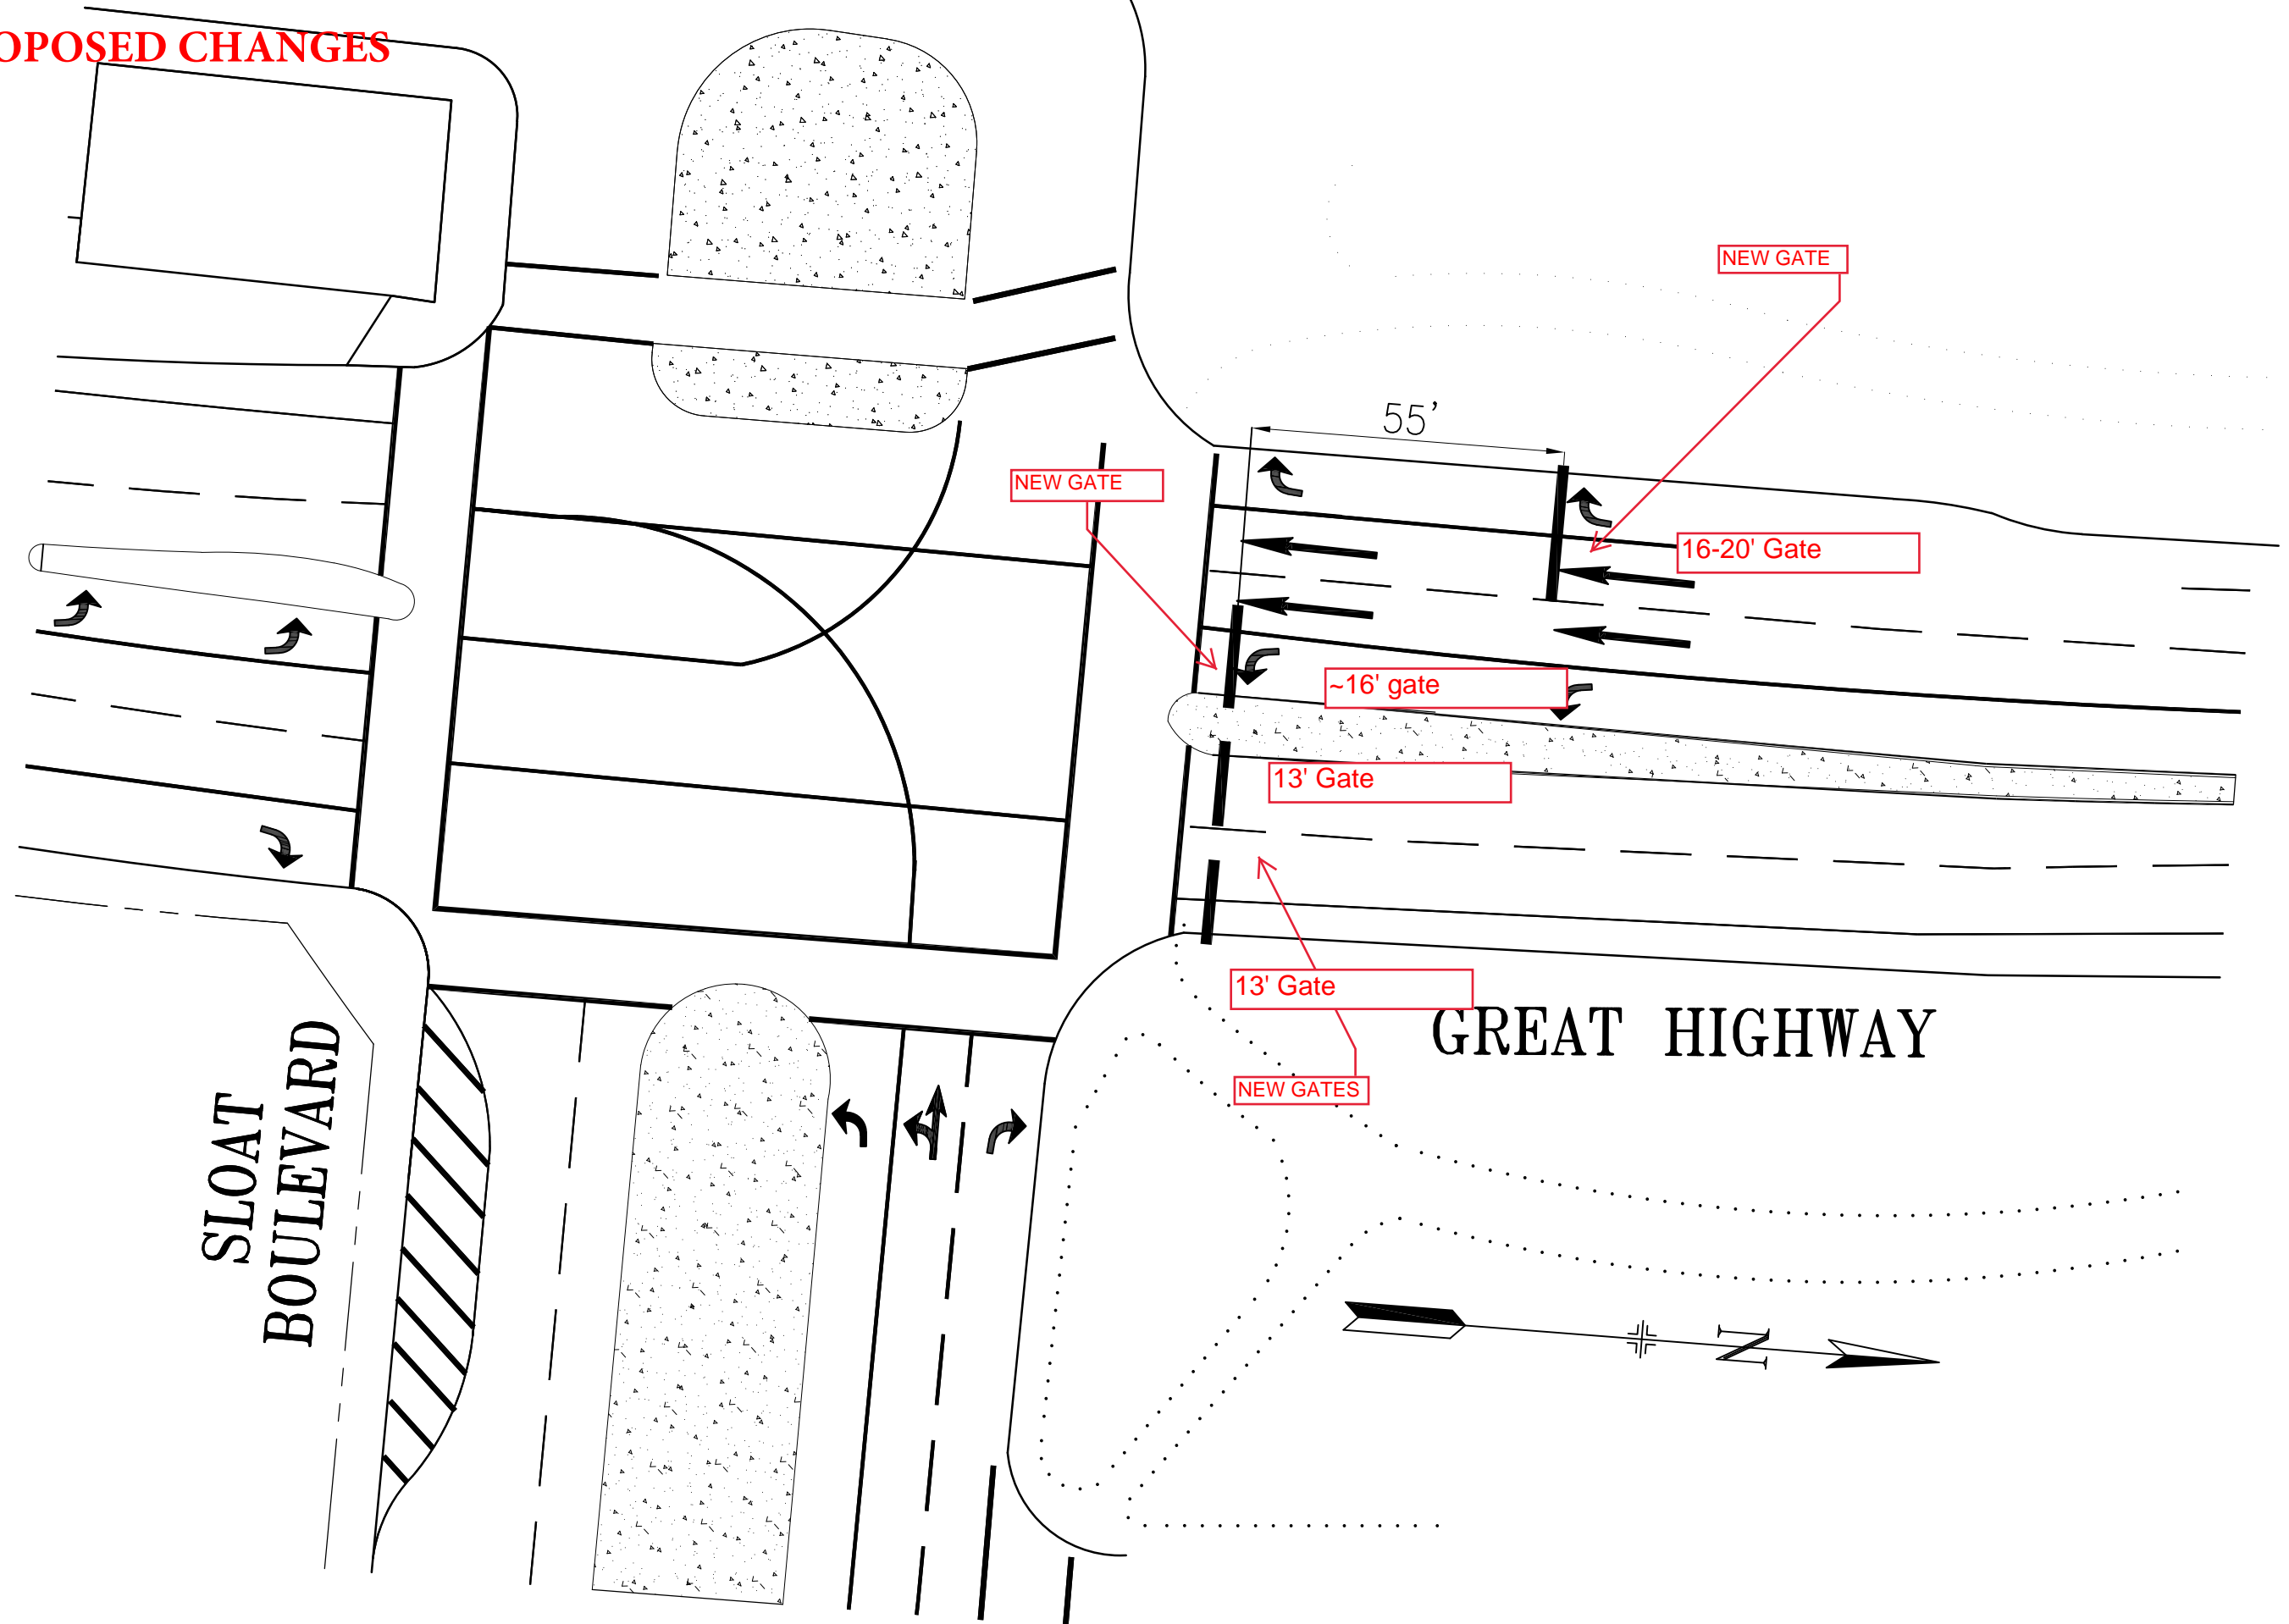 OPOSED CHANGES
NEW GATE
55'
NEW GATE
16-20' Gate
~16' gate
13' Gate
13' Gate
GREAT HIGHWAY
NEW GATES
SLOAT
BOULEVARD
N